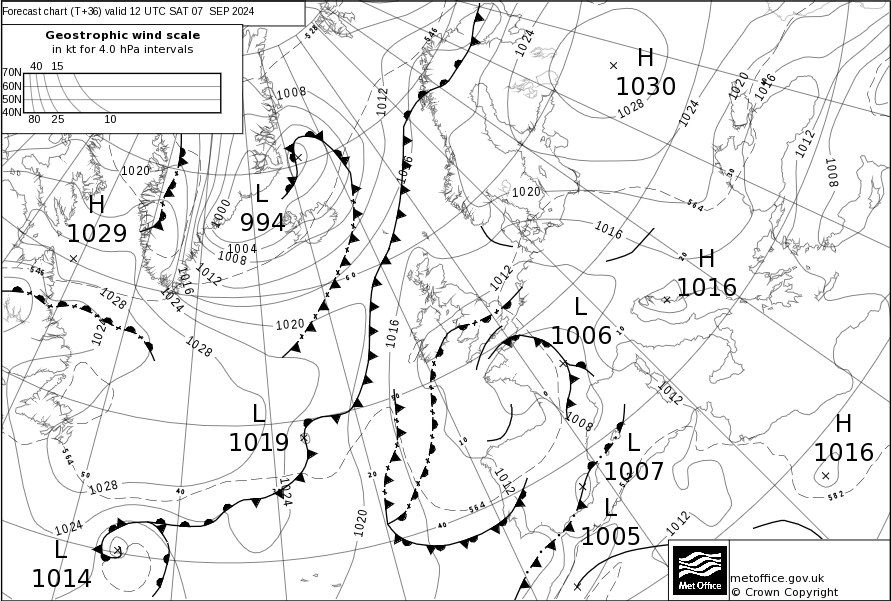 Forecast chart (T+36) valid 12 UTC SAT 07 SEP 2024
Geostrophic wind scale
in kt for 4.0 hPa intervals
40 15
70N
60N
50N
40N
80 25 10
528
546
1024
H
1030
1028
1024
1020
1016
1012
1008
1008
1012
1016
1020
H
1029
L
994
1000
1004
1008
1012
1016
1024
1020
564
30
1016
20
H
1016
546
1028
1024
1028
60
1020
1016
1012
L
1006
10
1012
L
1019
50
0
1008
10
L
1007
H
1016
582
564
50
1028
40
1024
20
1020
1012
564
40
L
1005
1012
1024
L
1014
Met Office
metoffice.gov.uk
© Crown Copyright